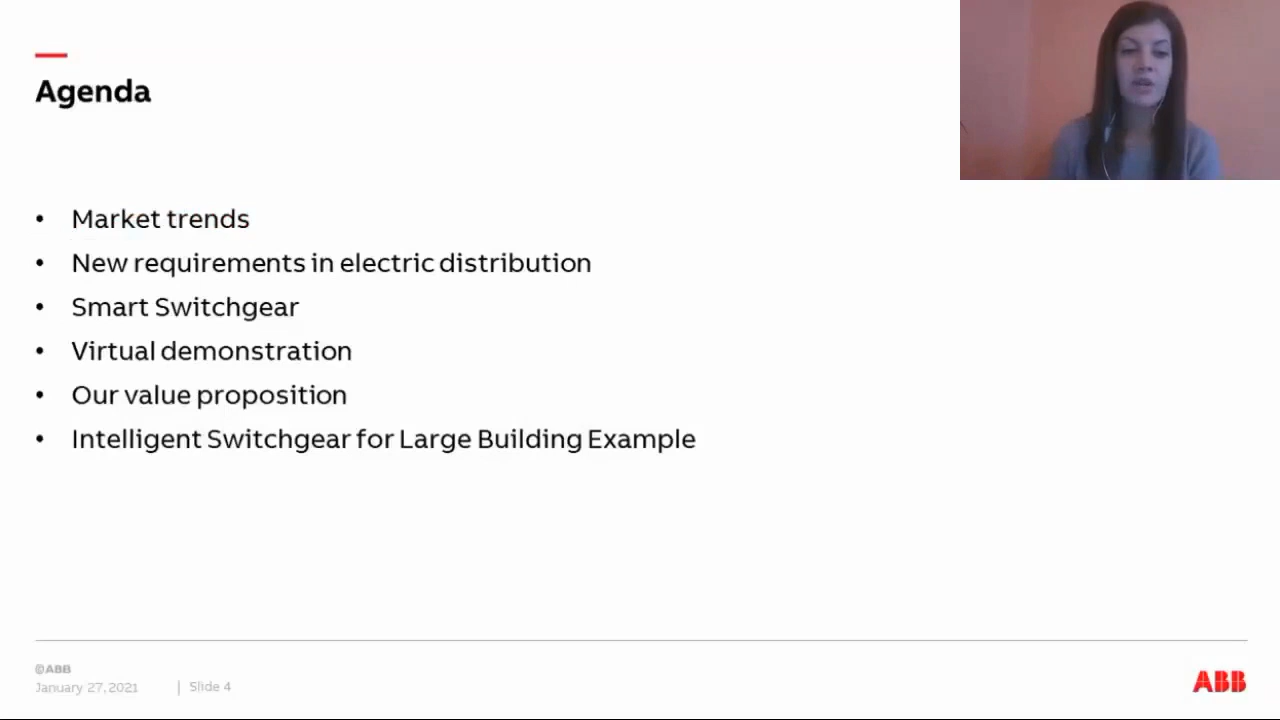 Agenda
• Market trends
• New requirements in electric distribution
• Smart Switchgear
• Virtual demonstration
• Our value proposition
• Intelligent Switchgear for Large Building Example
©ABB
January 27, 2021 | Slide 4
ABB